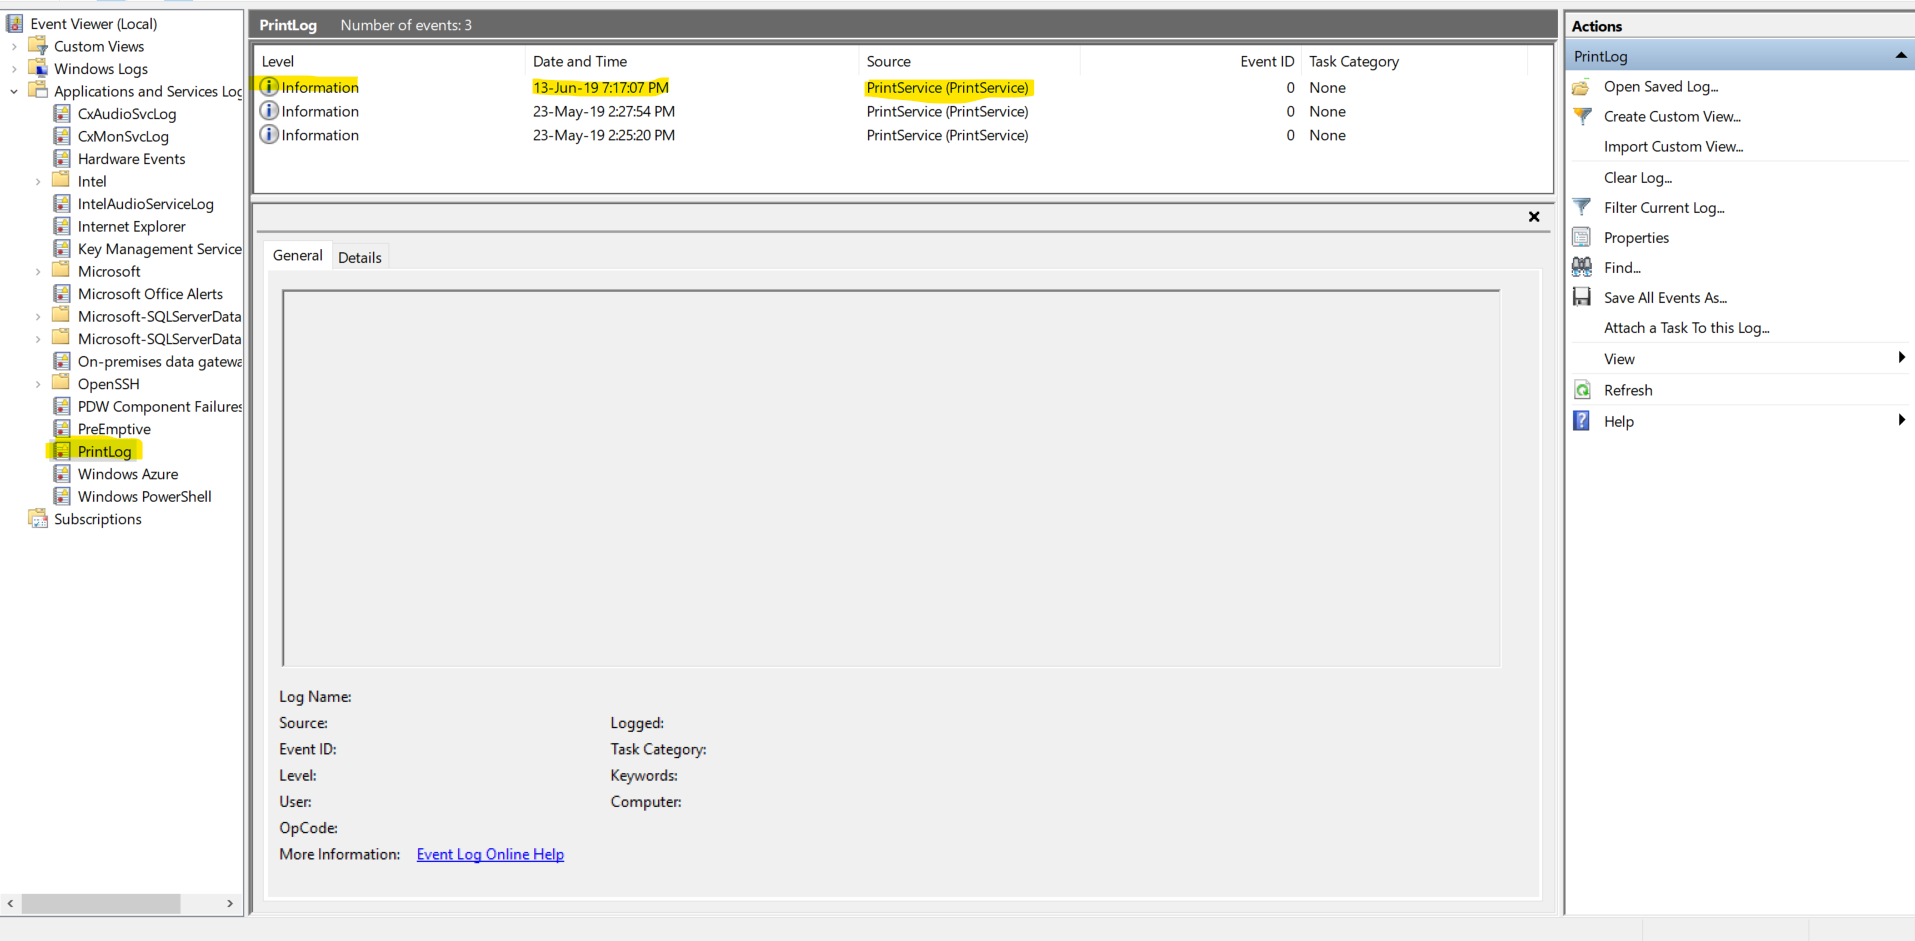 Event Viewer (Local)
Custom Views
Windows Logs
Applications and Services Log
CxAudioSvcLog
CxMonSvcLog
Hardware Events
Intel
IntelAudioServiceLog
Internet Explorer
Key Management Service
Microsoft
Microsoft Office Alerts
Microsoft-SQLServerData
Microsoft-SQLServerData
On-premises data gatewa
OpenSSH
PDW Component Failures
PreEmptive
PrintLog
Windows Azure
Windows PowerShell
Subscriptions
PrintLog Number of events: 3
Level Date and Time Source Event ID Task Category
Information 13-Jun-19 7:17:07 PM PrintService (PrintService) 0 None
Information 23-May-19 2:27:54 PM PrintService (PrintService) 0 None
Information 23-May-19 2:25:20 PM PrintService (PrintService) 0 None
General Details
Log Name:
Source: Logged:
Event ID: Task Category:
Level: Keywords:
User: Computer:
OpCode:
More Information: Event Log Online Help
Actions
PrintLog
Open Saved Log...
Create Custom View...
Import Custom View...
Clear Log...
Filter Current Log...
Properties
Find...
Save All Events As...
Attach a Task To this Log...
View
Refresh
Help